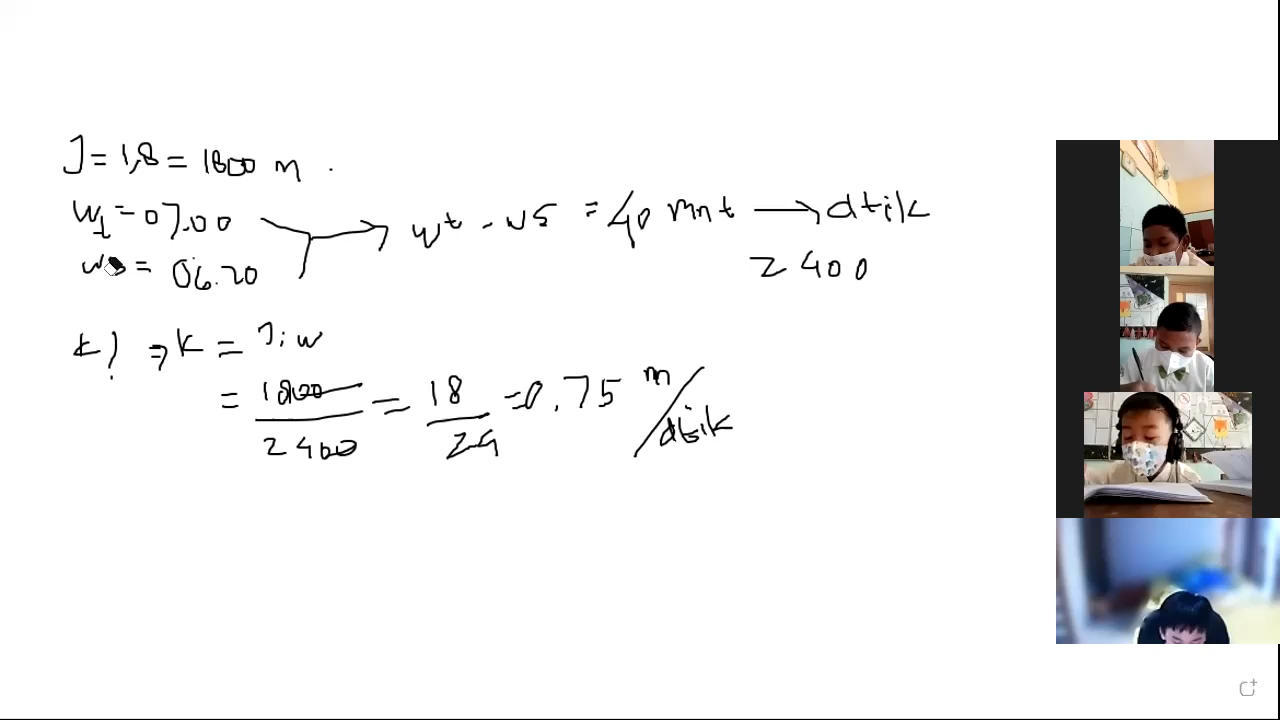 J = 1,8 = 1800 m .
Wt = 07.00
wt - ws = 40 mnt → dtik
= 06.20
2400
K? ⇒ K = J : w
= 1800/2400 = 18/24 = 0.75 m/dtik